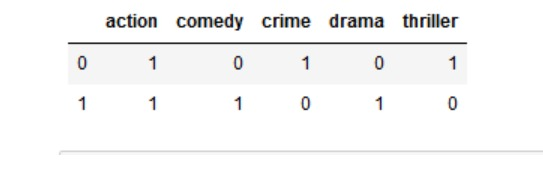 action comedy crime drama thriller
0 1 0 1 0 1
1 1 1 0 1 0